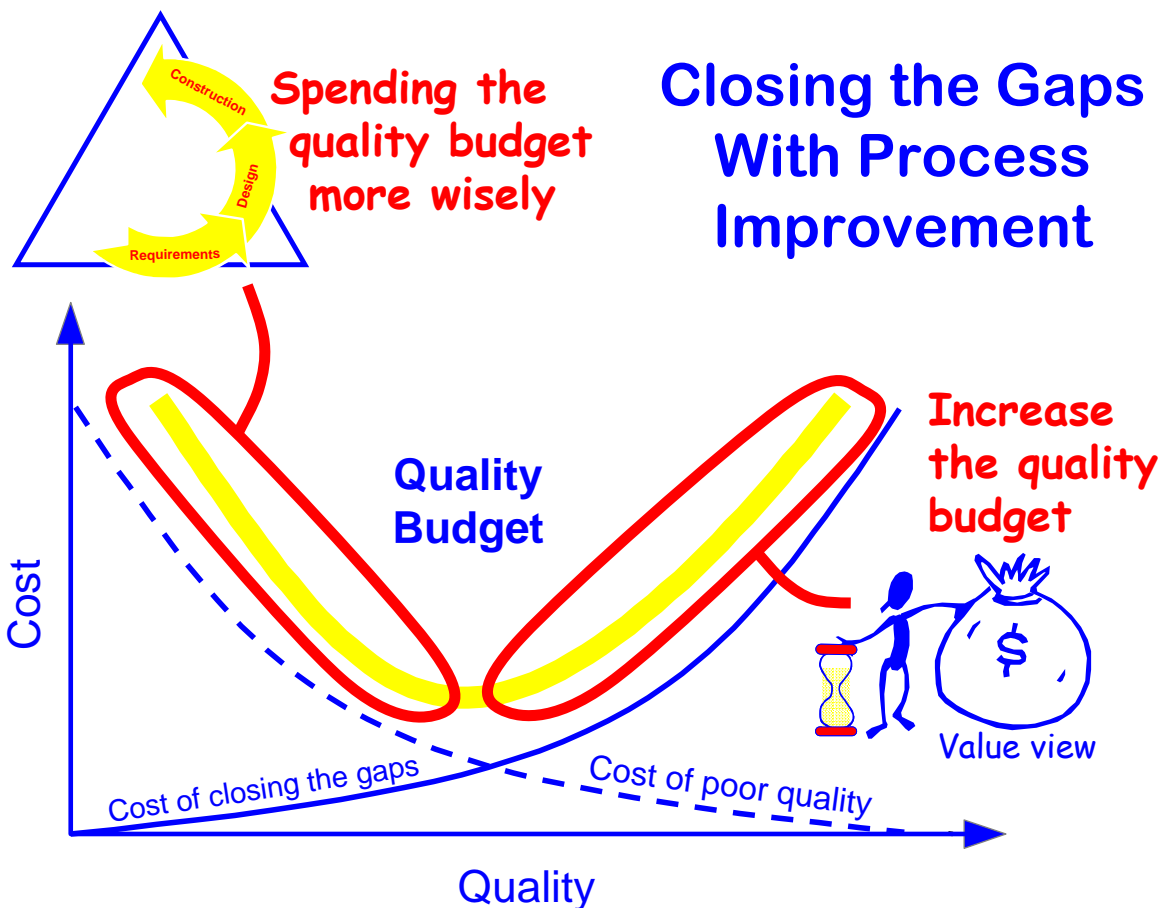 Closing the Gaps
With Process
Improvement
Construction
Design
Requirements
Spending the
quality budget
more wisely
Quality
Budget
Increase
the quality
budget
$
Value view
Cost
Cost of closing the gaps
Cost of poor quality
Quality